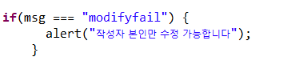 if(msg === "modifyfail") {
alert("작성자 본인만 수정 가능합니다");
}